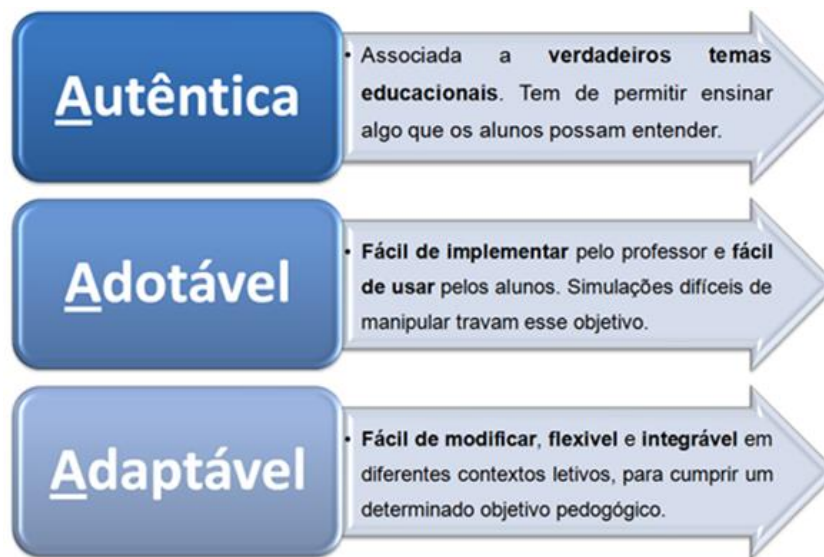 Autêntica
• Associada a verdadeiros temas
educacionais. Tem de permitir ensinar
algo que os alunos possam entender.
Adotável
• Fácil de implementar pelo professor e fácil
de usar pelos alunos. Simulações difíceis de
manipular travam esse objetivo.
Adaptável
• Fácil de modificar, flexivel e integrável em
diferentes contextos letivos, para cumprir um
determinado objetivo pedagógico.